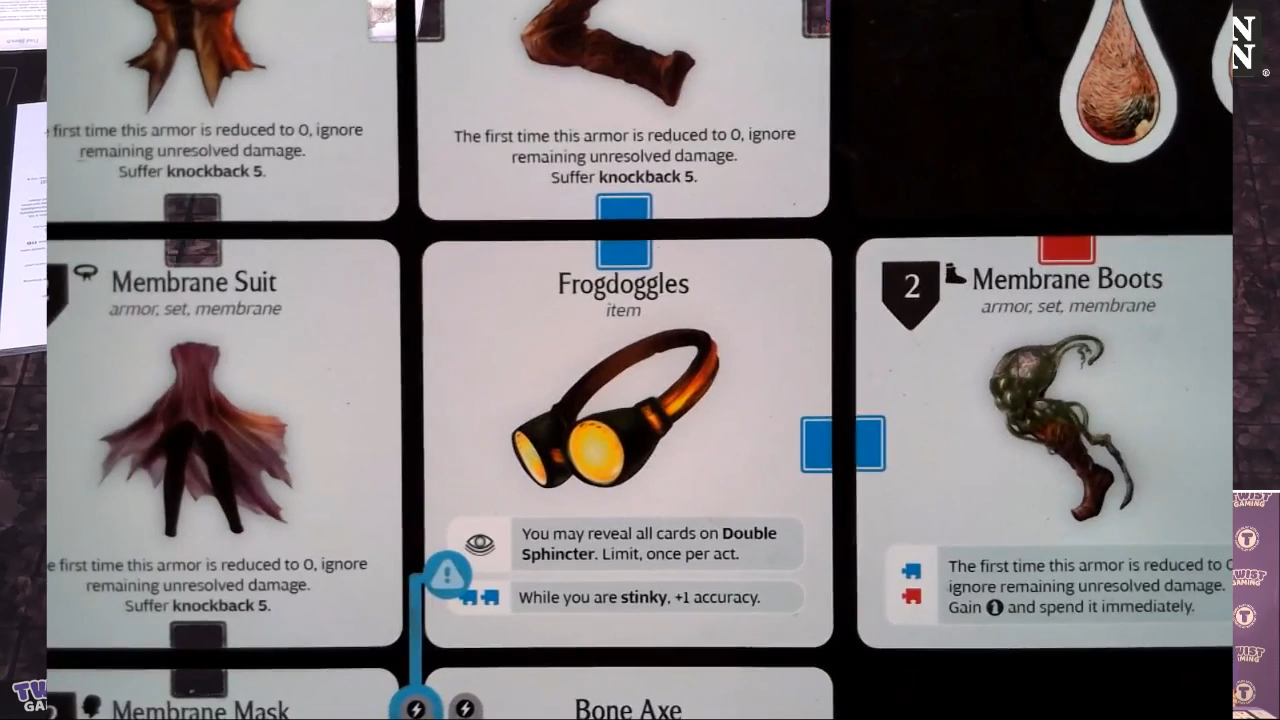 first time this armor is reduced to 0, ignore
remaining unresolved damage.
Suffer knockback 5.
The first time this armor is reduced to 0, ignore
remaining unresolved damage.
Suffer knockback 5.
Membrane Suit
armor, set, membrane
first time this armor is reduced to 0, ignore
remaining unresolved damage.
Suffer knockback 5.
Frogdoggles
item
You may reveal all cards on Double
Sphincter. Limit, once per act.
While you are stinky, +1 accuracy.
2
Membrane Boots
armor, set, membrane
The first time this armor is reduced to 0
ignore remaining unresolved damage.
Gain 1 and spend it immediately.
Membrane Mask
Bone Axe
N
N
®
TWIST
GAMING